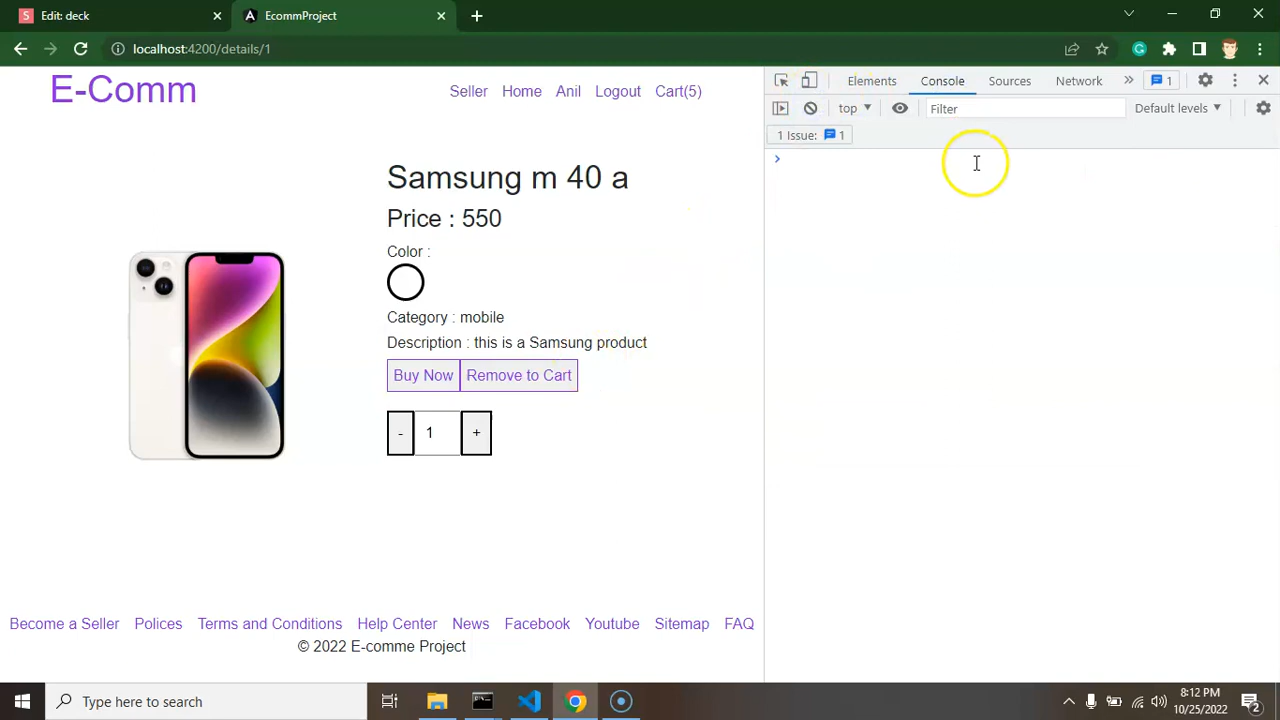 Edit: deck
EcommProject
localhost:4200/details/1
E-Comm
Seller Home Anil Logout Cart(5)
Elements Console Sources Network » 1
top Filter Default levels
1 Issue: 1
Samsung m 40 a
Price : 550
Color :
Category : mobile
Description : this is a Samsung product
Buy Now Remove to Cart
- 1 +
Become a Seller Polices Terms and Conditions Help Center News Facebook Youtube Sitemap FAQ
© 2022 E-comme Project
Type here to search
8:12 PM
10/25/2022
2